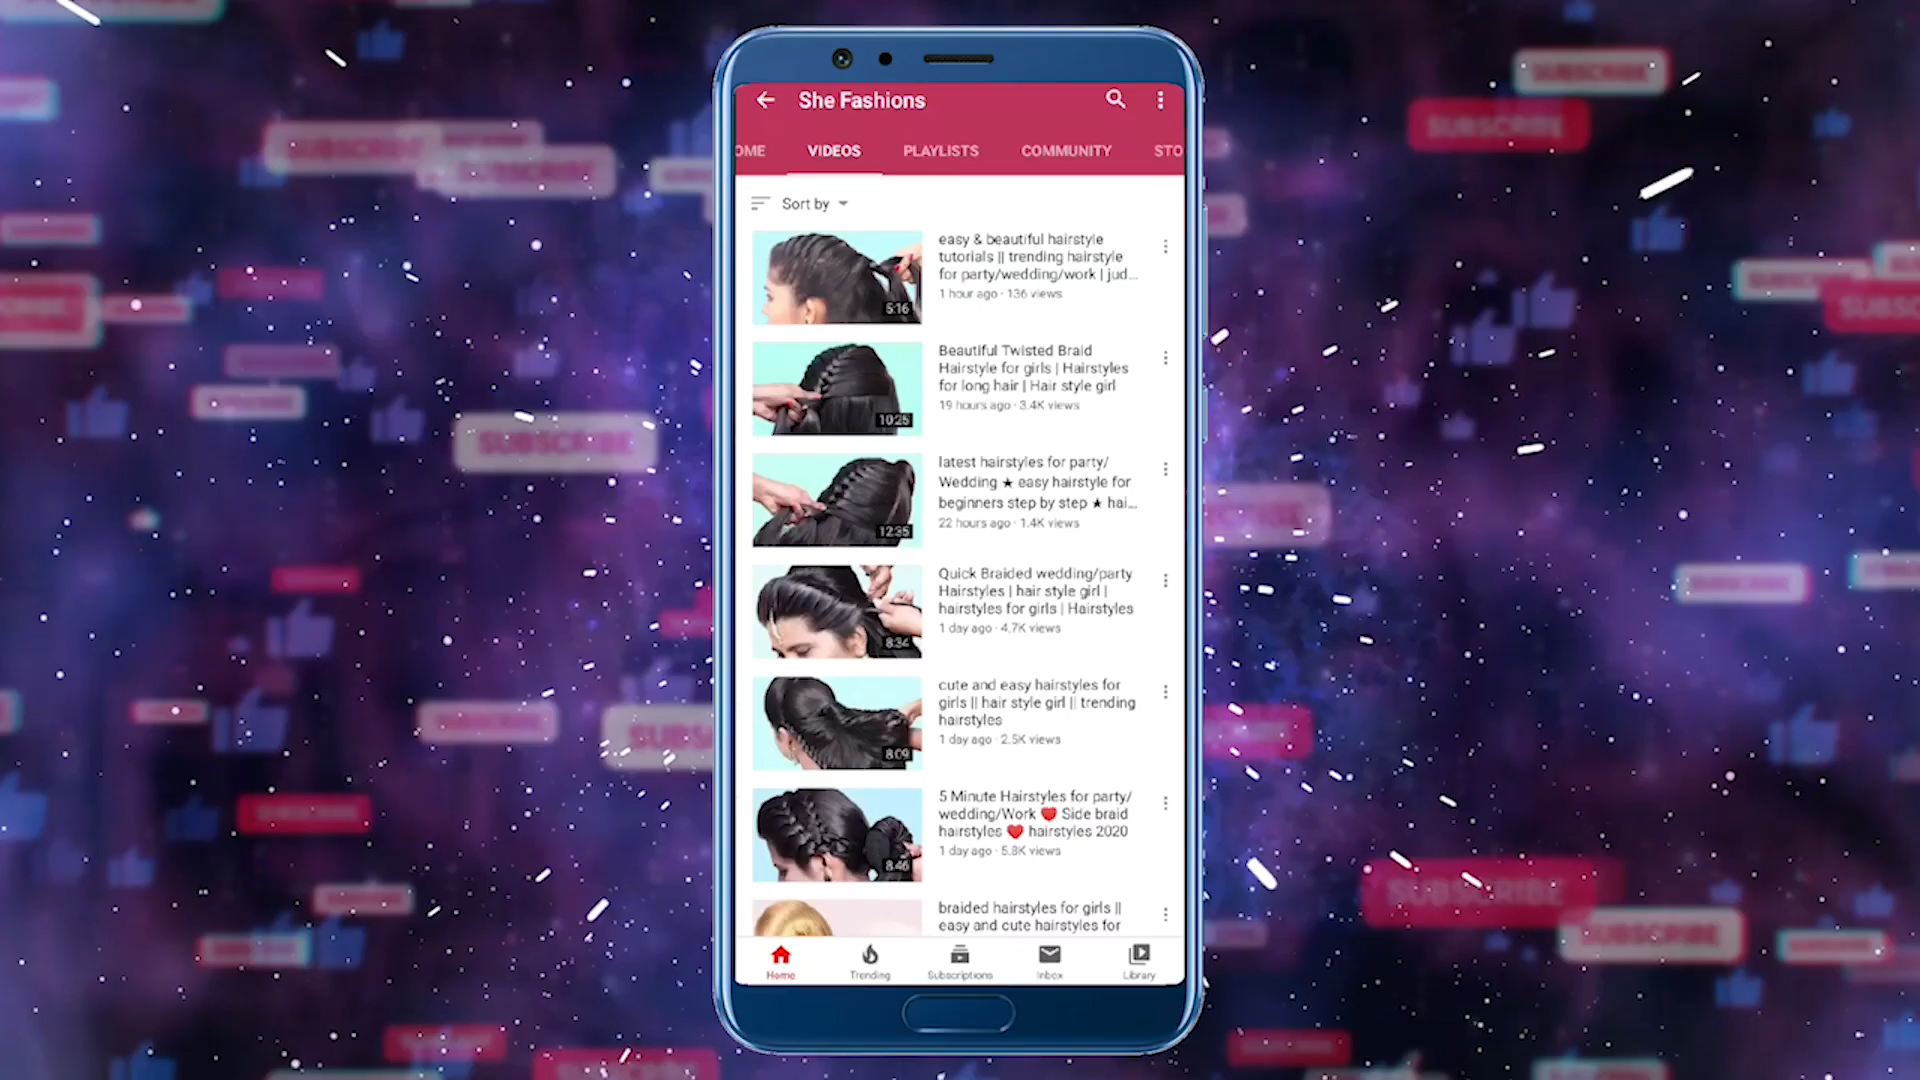 She Fashions
OME VIDEOS PLAYLISTS COMMUNITY STO
Sort by
easy & beautiful hairstyle
tutorials || trending hairstyle
for party/wedding/work | jud...
1 hour ago · 136 views
5:16
Beautiful Twisted Braid
Hairstyle for girls | Hairstyles
for long hair | Hair style girl
19 hours ago · 3.4K views
10:25
latest hairstyles for party/
Wedding ★ easy hairstyle for
beginners step by step ★ hai...
22 hours ago · 1.4K views
12:35
Quick Braided wedding/party
Hairstyles | hair style girl |
hairstyles for girls | Hairstyles
1 day ago · 4.7K views
8:34
cute and easy hairstyles for
girls || hair style girl || trending
hairstyles
1 day ago · 2.5K views
8:09
5 Minute Hairstyles for party/
wedding/Work ♥ Side braid
hairstyles ♥ hairstyles 2020
1 day ago · 5.8K views
8:46
braided hairstyles for girls ||
easy and cute hairstyles for
Home Trending Subscriptions Inbox Library
SUBSCRIBE
SUBSCRIBE
SUBSCRIBE
SUBSCRIBE
SUBSCRIBE